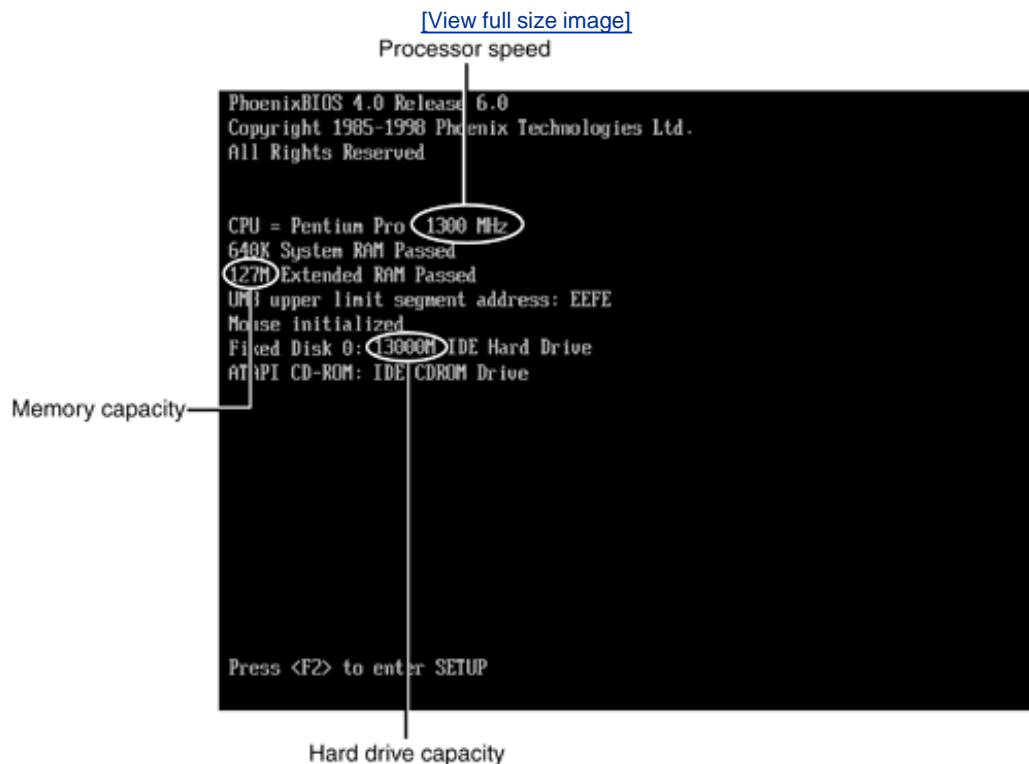 [View full size image]
Processor speed
PhoenixBIOS 4.0 Release 6.0
Copyright 1985-1998 Phoenix Technologies Ltd.
All Rights Reserved
CPU = Pentium Pro 1300 MHz
640K System RAM Passed
127M Extended RAM Passed
UMB upper limit segment address: EEFE
Mouse initialized
Fixed Disk 0: 13000M IDE Hard Drive
ATAPI CD-ROM: IDE CDROM Drive
Memory capacity
Press <F2> to enter SETUP
Hard drive capacity